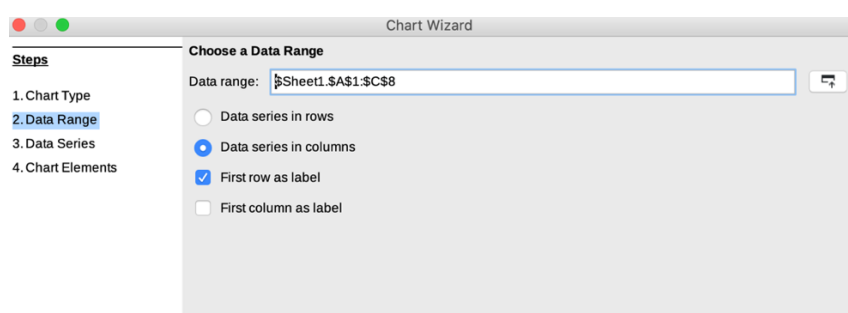 Chart Wizard
Steps
1. Chart Type
2. Data Range
3. Data Series
4. Chart Elements
Choose a Data Range
Data range: $Sheet1.$A$1:$C$8
Data series in rows
Data series in columns
First row as label
First column as label